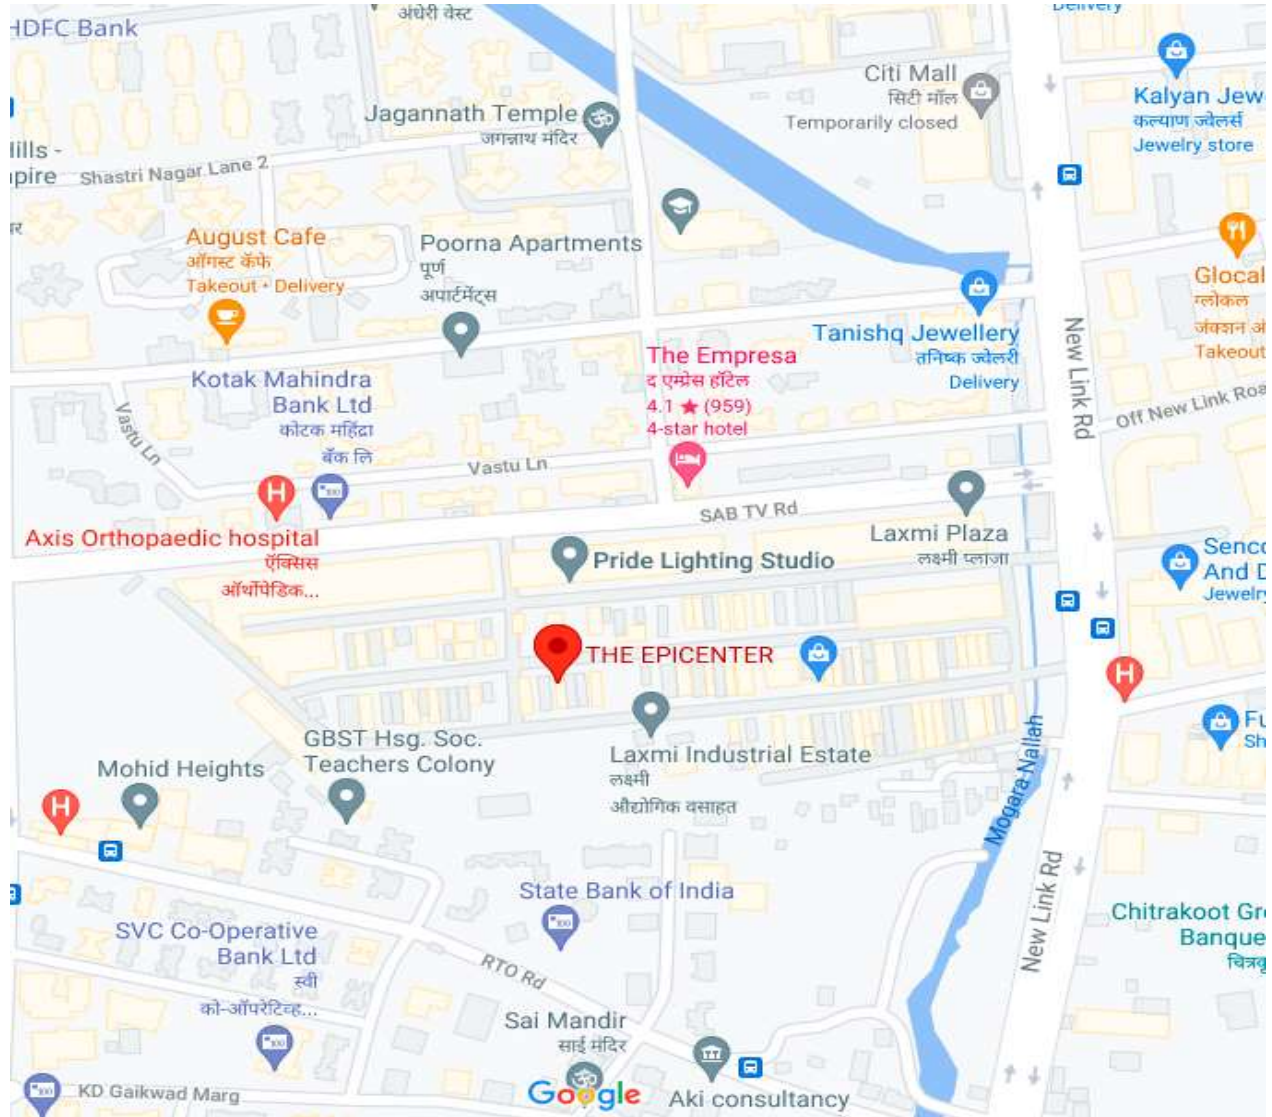 अंधेरी वेस्ट
Delivery
HDFC Bank
Citi Mall
सिटी मॉल
Temporarily closed
Kalyan Jew
कल्याण ज्वेलर्स
Jewelry store
Jagannath Temple
जगन्नाथ मंदिर
Shastri Nagar Lane 2
August Cafe
ऑगस्ट कॅफे
Takeout • Delivery
Poorna Apartments
पूर्ण
अपार्टमेंट्स
Glocal
ग्लोकल
जंक्शन अं
Takeout
Tanishq Jewellery
तनिष्क ज्वेलरी
Delivery
New Link Rd
The Empresa
द एम्प्रेस हॉटेल
4.1 ★ (959)
4-star hotel
Kotak Mahindra
Bank Ltd
कोटक महिंद्रा
बँक लि
Off New Link Roa
Vastu Ln
Vastu Ln
SAB TV Rd
Axis Orthopaedic hospital
ऍक्सिस
ऑर्थोपेडिक...
Laxmi Plaza
लक्ष्मी प्लाजा
Pride Lighting Studio
Senco
And D
Jewelry
THE EPICENTER
GBST Hsg. Soc.
Teachers Colony
Laxmi Industrial Estate
लक्ष्मी
औद्योगिक वसाहत
Mohid Heights
Fu
Sh
Mogara Nallah
New Link Rd
State Bank of India
SVC Co-Operative
Bank Ltd
स्वी
को-ऑपरेटिव्ह...
Chitrakoot Gr
Banque
चित्रकू
RTO Rd
Sai Mandir
साई मंदिर
KD Gaikwad Marg
Google
Aki consultancy